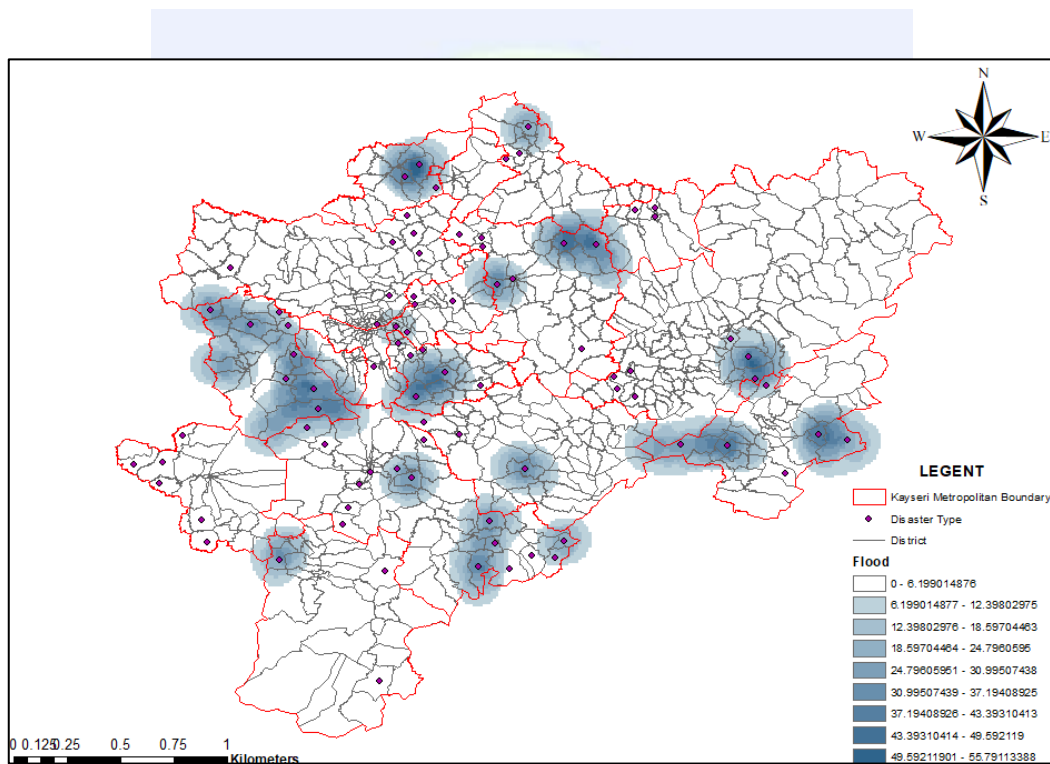 N
W
E
S
LEGENT
Kayseri Metropolitan Boundary
Disaster Type
District
Flood
0 - 6.199014876
6.199014877 - 12.39802975
12.39802976 - 18.59704463
18.59704464 - 24.7960595
24.79605951 - 30.99507438
30.99507439 - 37.19408925
37.19408926 - 43.39310413
43.39310414 - 49.592119
49.59211901 - 55.79113388
0 0.125 0.25 0.5 0.75 1
Kilometers